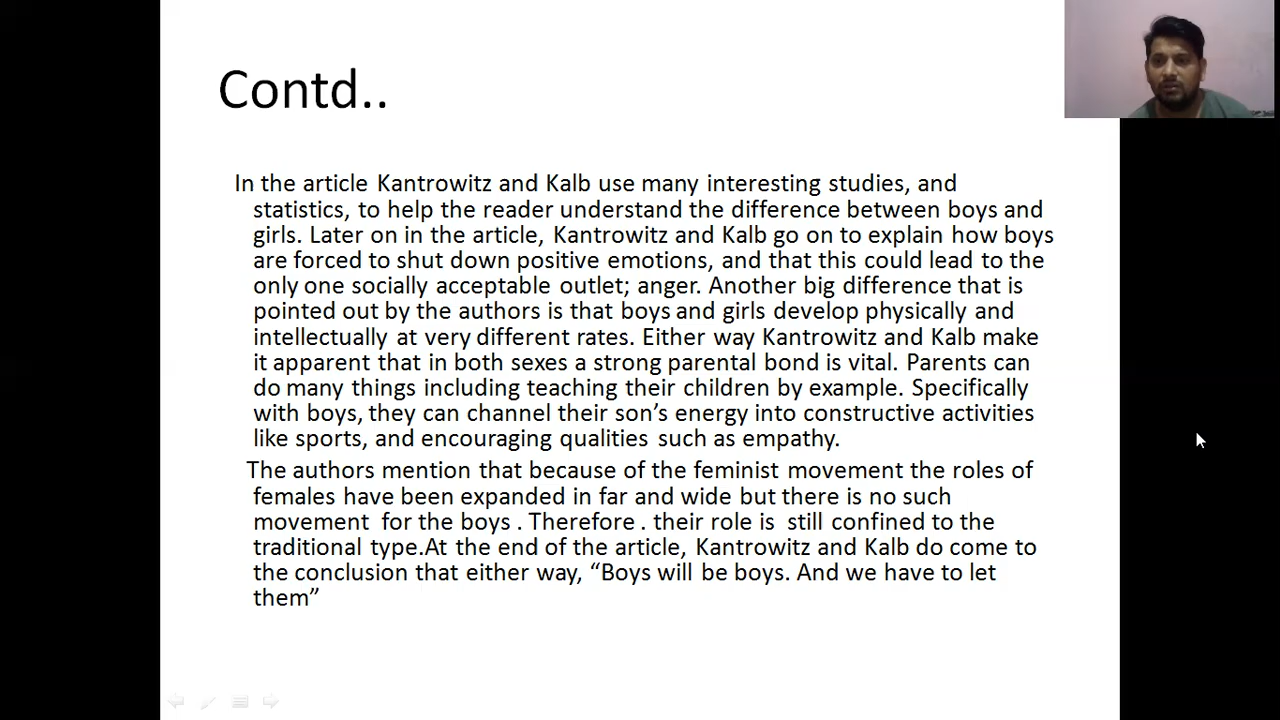 Contd..
In the article Kantrowitz and Kalb use many interesting studies, and
statistics, to help the reader understand the difference between boys and
girls. Later on in the article, Kantrowitz and Kalb go on to explain how boys
are forced to shut down positive emotions, and that this could lead to the
only one socially acceptable outlet; anger. Another big difference that is
pointed out by the authors is that boys and girls develop physically and
intellectually at very different rates. Either way Kantrowitz and Kalb make
it apparent that in both sexes a strong parental bond is vital. Parents can
do many things including teaching their children by example. Specifically
with boys, they can channel their son’s energy into constructive activities
like sports, and encouraging qualities such as empathy.
The authors mention that because of the feminist movement the roles of
females have been expanded in far and wide but there is no such
movement for the boys . Therefore . their role is still confined to the
traditional type.At the end of the article, Kantrowitz and Kalb do come to
the conclusion that either way, “Boys will be boys. And we have to let
them”